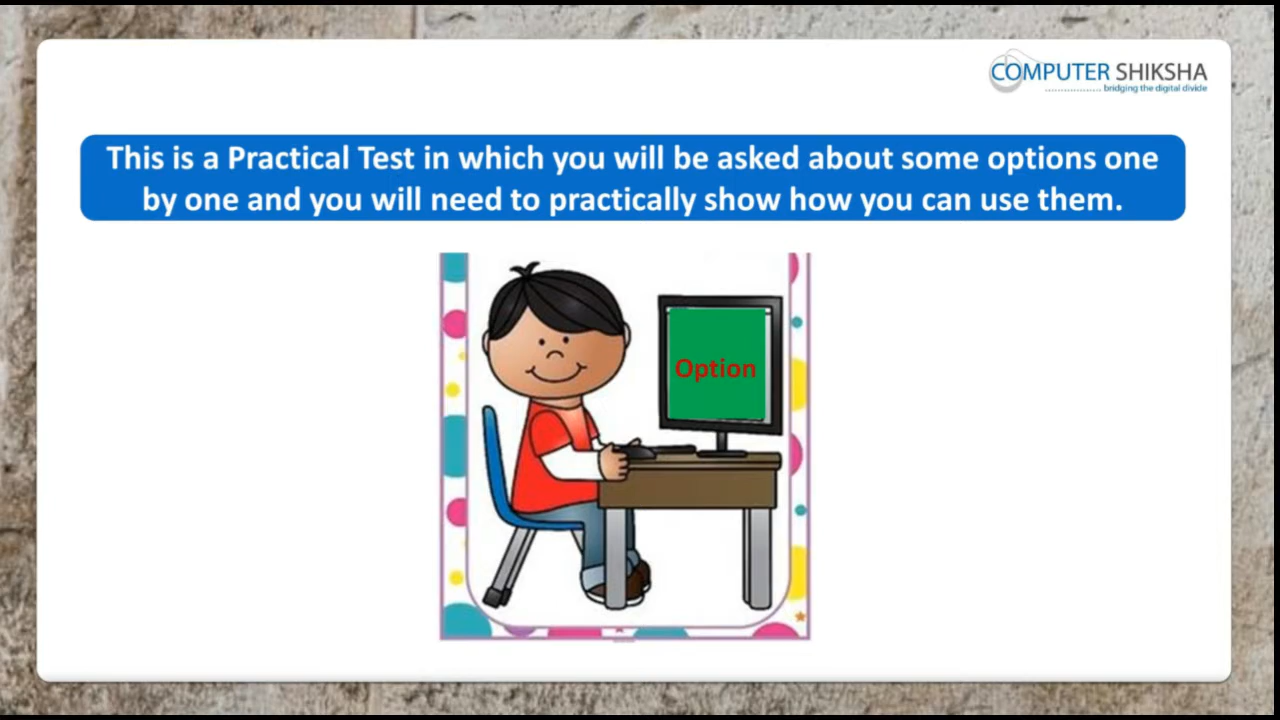 COMPUTER SHIKSHA
bridging the digital divide
This is a Practical Test in which you will be asked about some options one
by one and you will need to practically show how you can use them.
Option